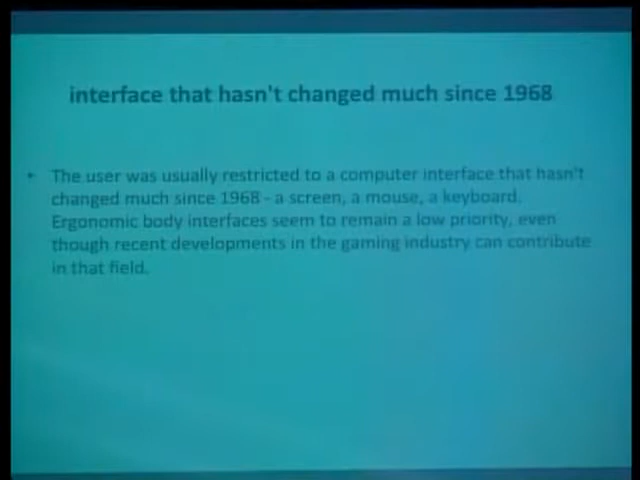 interface that hasn't changed much since 1968
• The user was usually restricted to a computer interface that hasn't
changed much since 1968 - a screen, a mouse, a keyboard.
Ergonomic body interfaces seem to remain a low priority, even
though recent developments in the gaming industry can contribute
in that field.